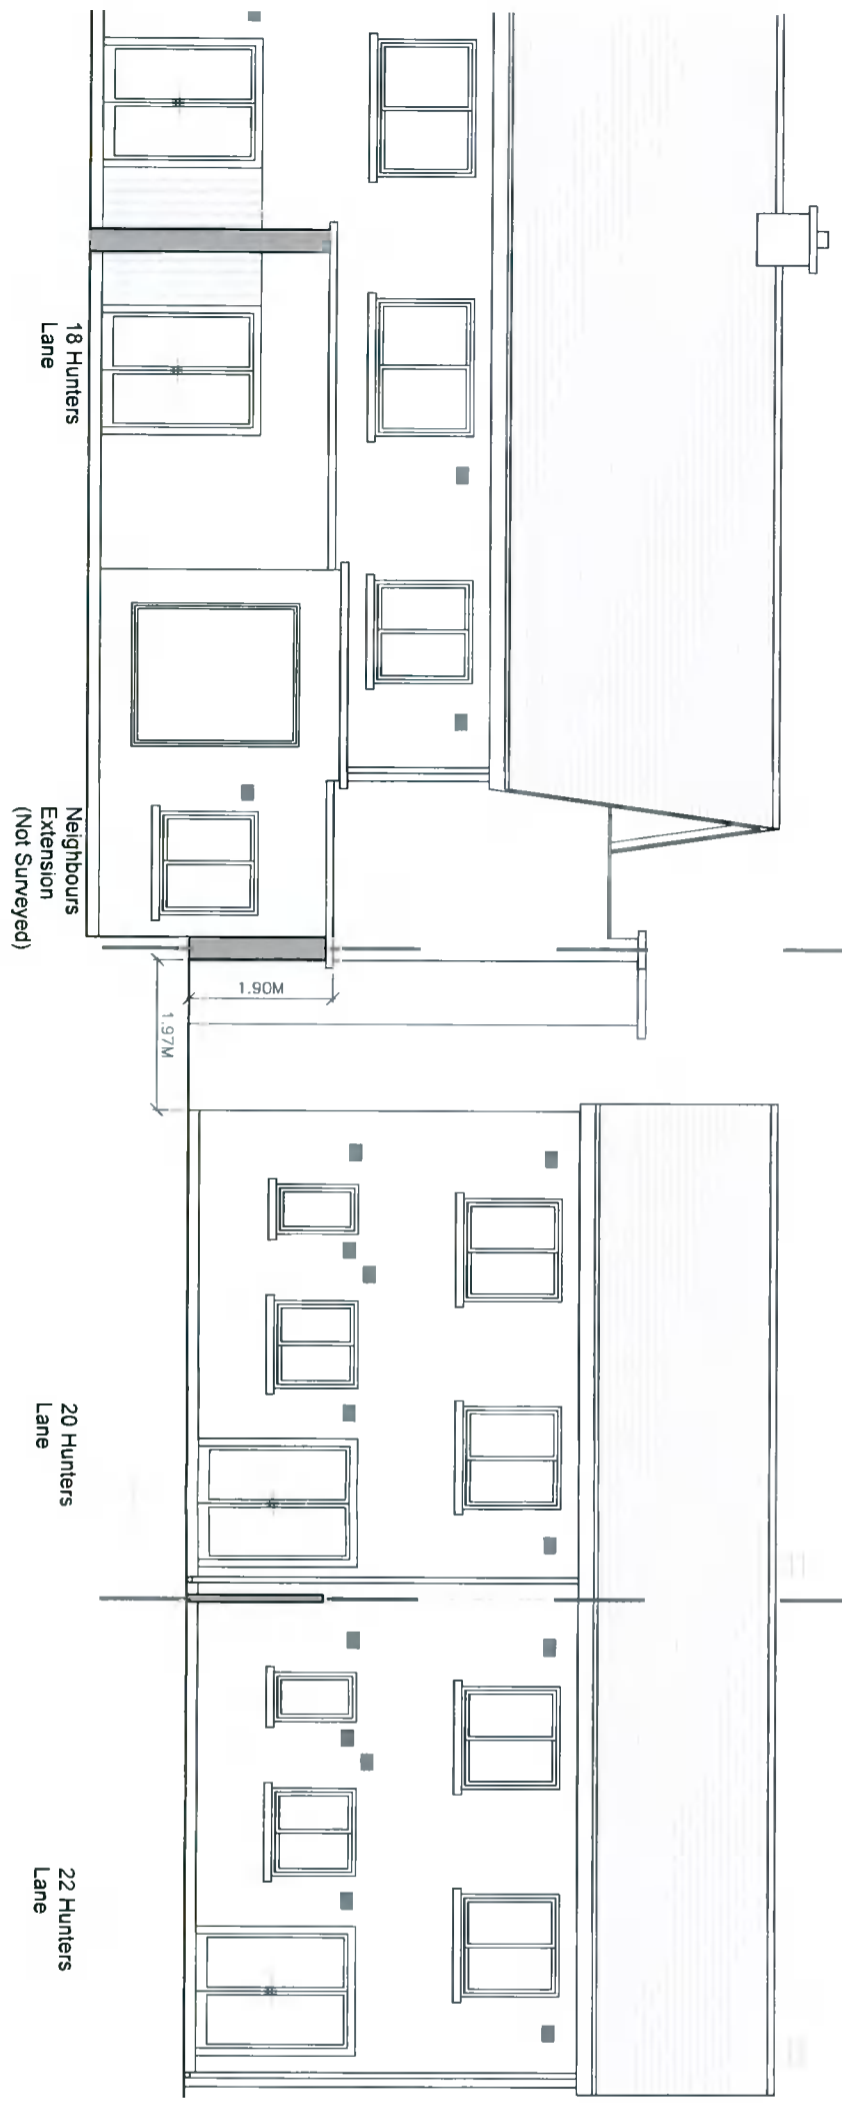 18 Hunters
Lane
Neighbours
Extension
(Not Surveyed)
1.90M
1.97M
20 Hunters
Lane
22 Hunters
Lane